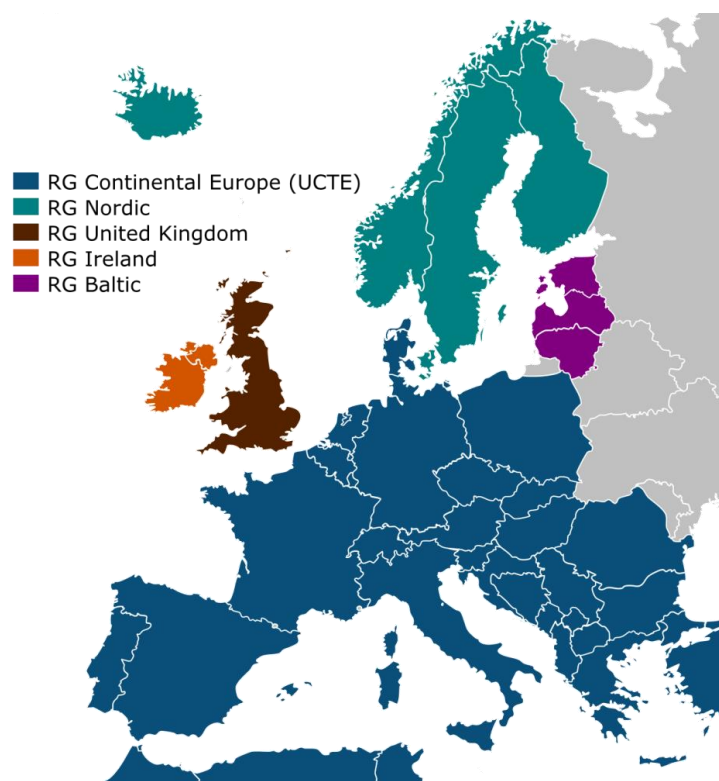 RG Continental Europe (UCTE)
RG Nordic
RG United Kingdom
RG Ireland
RG Baltic